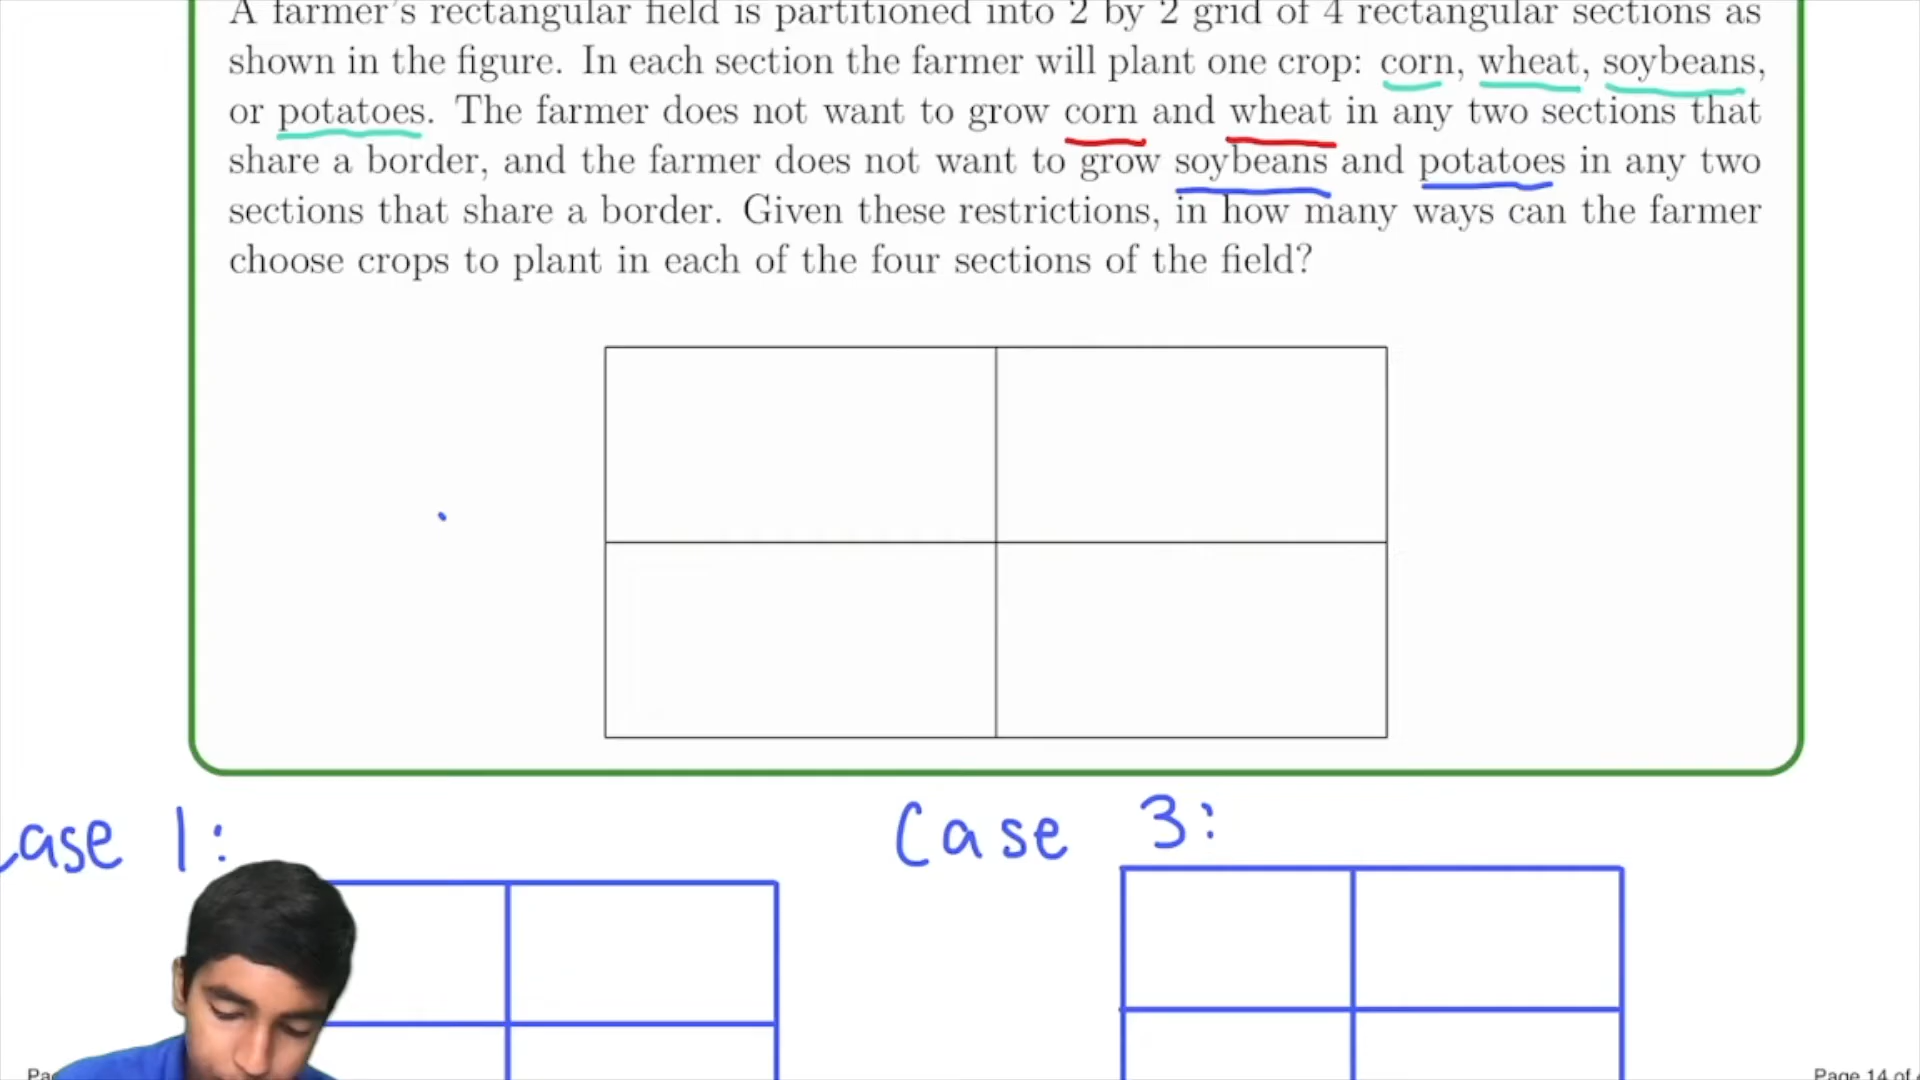 A farmer's rectangular field is partitioned into 2 by 2 grid of 4 rectangular sections as
shown in the figure. In each section the farmer will plant one crop: corn, wheat, soybeans,
or potatoes. The farmer does not want to grow corn and wheat in any two sections that
share a border, and the farmer does not want to grow soybeans and potatoes in any two
sections that share a border. Given these restrictions, in how many ways can the farmer
choose crops to plant in each of the four sections of the field?
Case 1:
Case 3:
Page 14 of